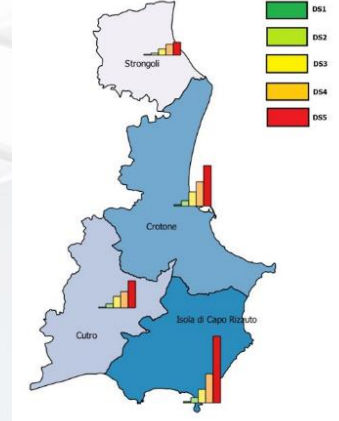 DS1
DS2
DS3
DS4
DS5
Strongoli
Crotone
Isola di Capo Rizzuto
Cutro